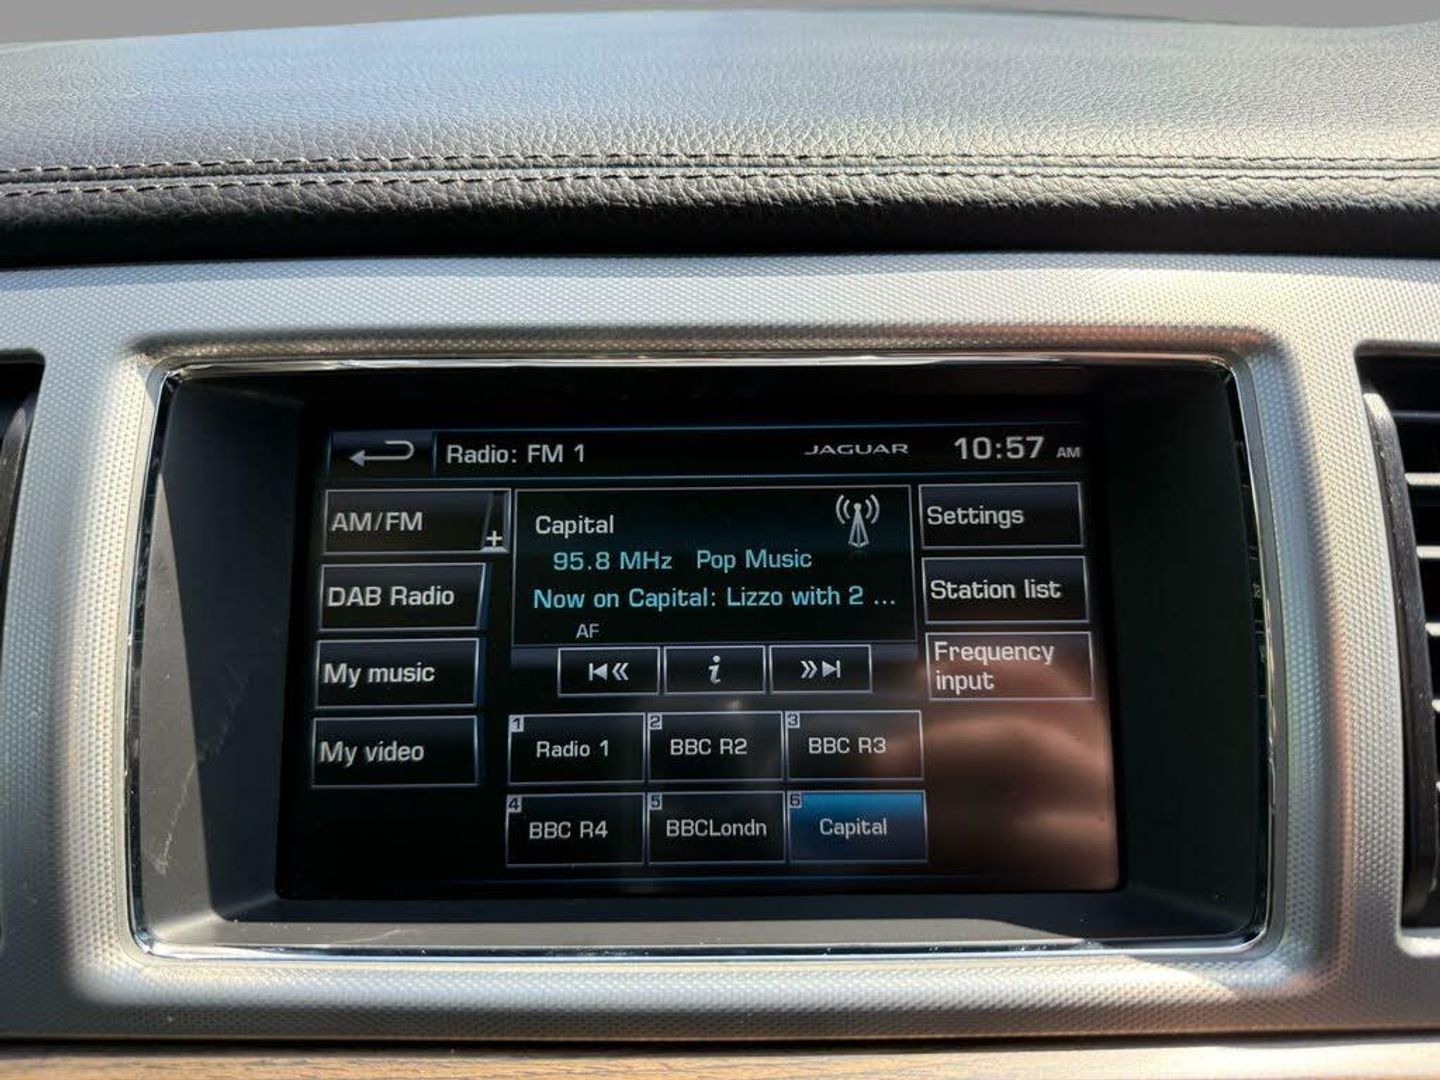 Radio: FM 1
JAGUAR
10:57 AM
AM/FM
+
DAB Radio
My music
My video
Capital
95.8 MHz Pop Music
Now on Capital: Lizzo with 2 ...
AF
i
Settings
Station list
Frequency
input
1
Radio 1
2
BBC R2
3
BBC R3
4
BBC R4
5
BBCLondn
6
Capital